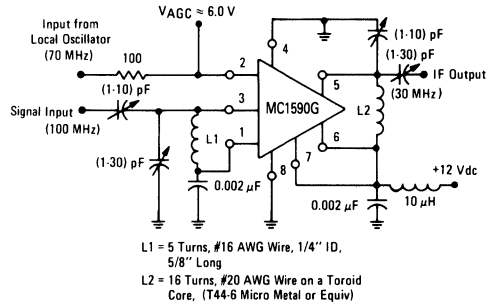 Input from
Local Oscillator
(70 MHz)
V_AGC ≈ 6.0 V
100
(1-10) pF
Signal Input
(100 MHz)
(1-30) pF
L1
0.002 µF
2
3
1
4
MC1590G
5
6
7
8
(1-10) pF
(1-30) pF
IF Output
(30 MHz)
L2
+12 Vdc
0.002 µF
10 µH
L1 = 5 Turns, #16 AWG Wire, 1/4" ID,
5/8" Long
L2 = 16 Turns, #20 AWG Wire on a Toroid
Core, (T44-6 Micro Metal or Equiv)